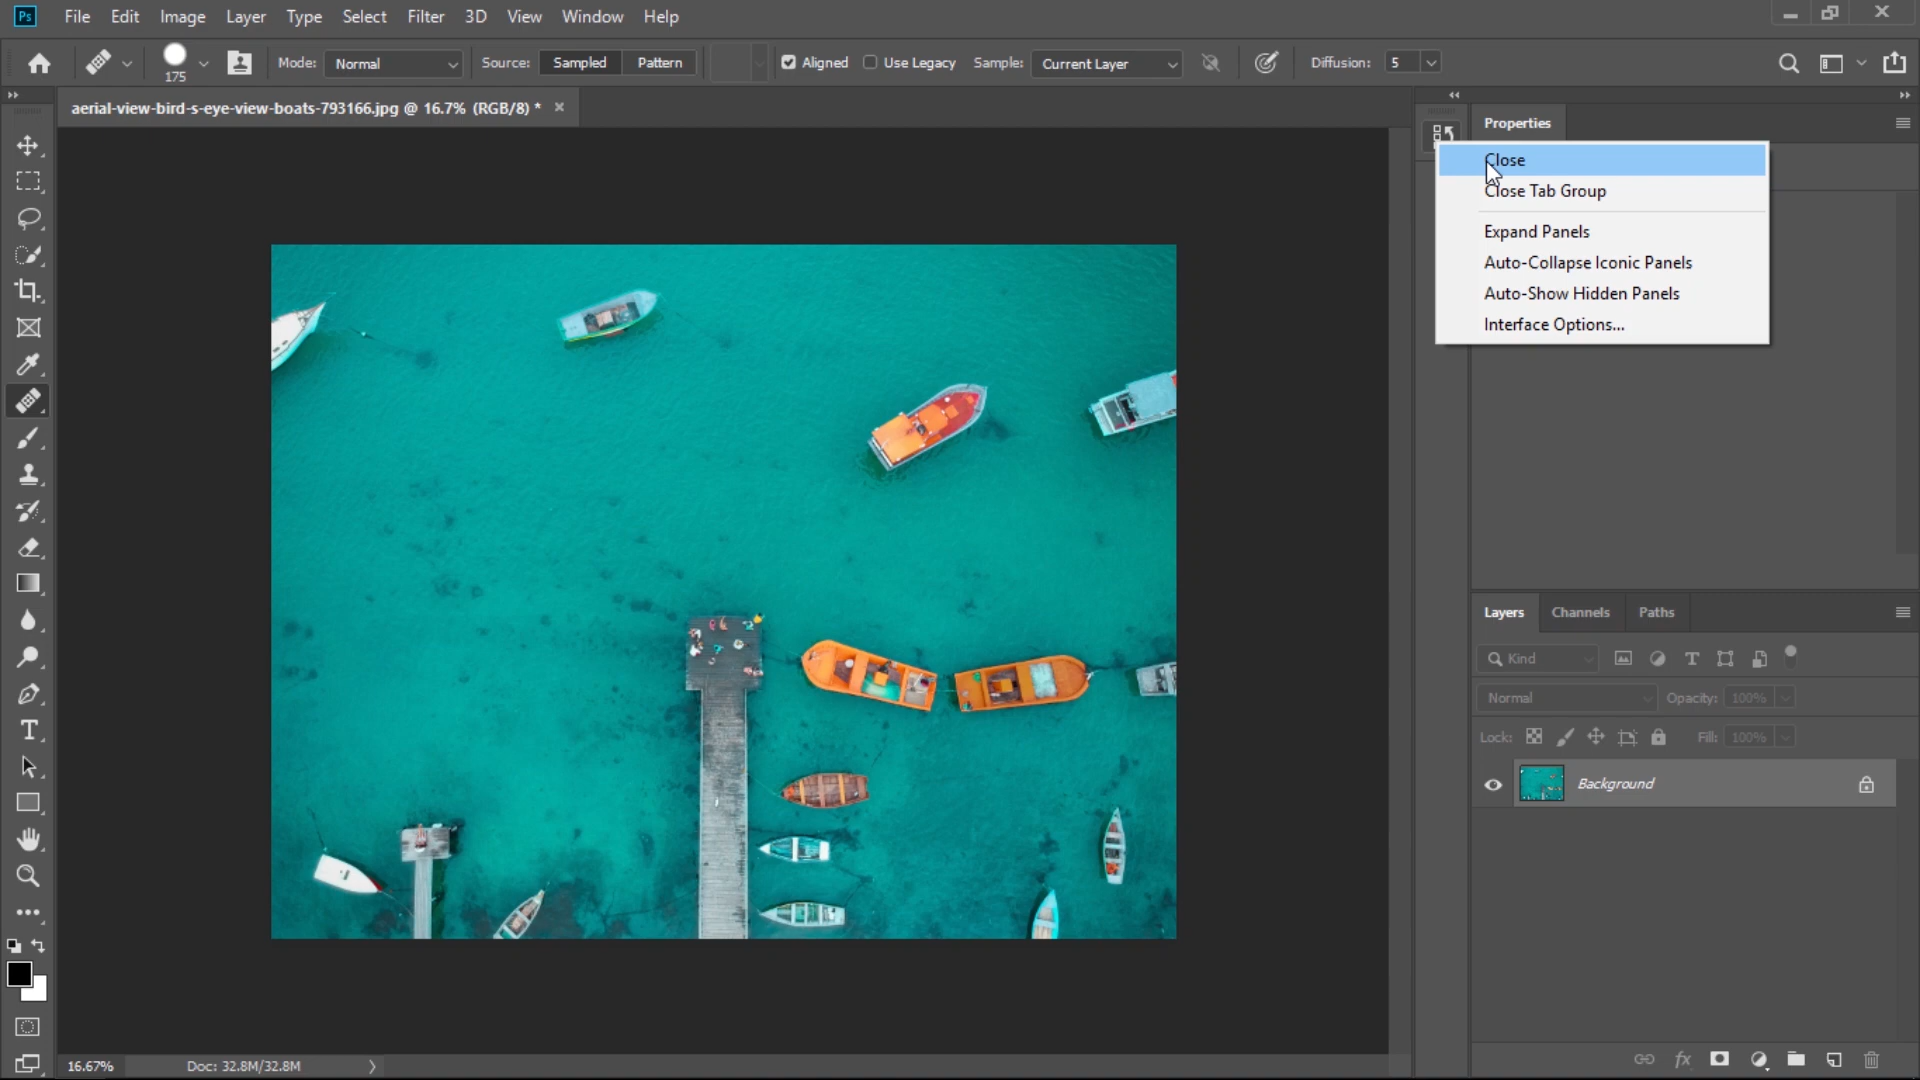 Ps File Edit Image Layer Type Select Filter 3D View Window Help
175 Mode: Normal Source: Sampled Pattern Aligned Use Legacy Sample: Current Layer Diffusion: 5
aerial-view-bird-s-eye-view-boats-793166.jpg @ 16.7% (RGB/8) *
Properties
Close
Close Tab Group
Expand Panels
Auto-Collapse Iconic Panels
Auto-Show Hidden Panels
Interface Options...
Layers Channels Paths
Kind
Normal Opacity: 100%
Lock: Fill: 100%
Background
16.67% Doc: 32.8M/32.8M